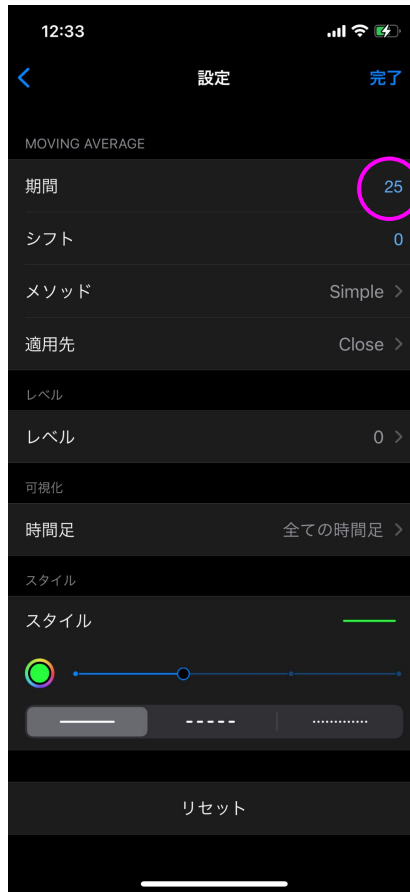 12:33
設定
完了
MOVING AVERAGE
期間 25
シフト 0
メソッド Simple
適用先 Close
レベル
レベル 0
可視化
時間足 全ての時間足
スタイル
スタイル
リセット